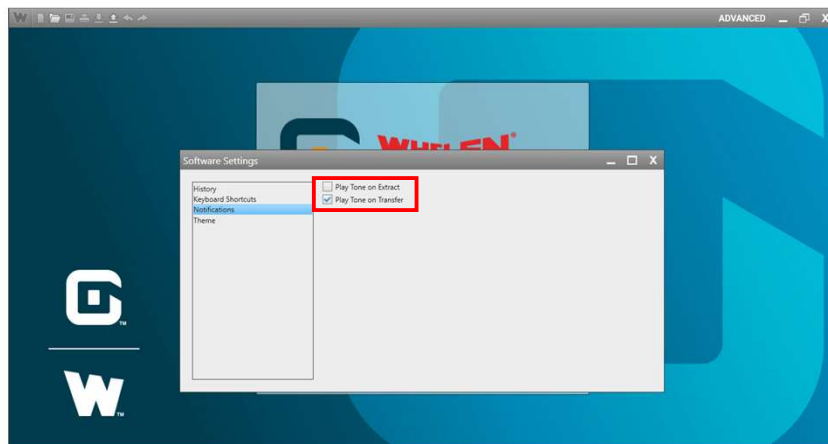 W
ADVANCED
WHELEN®
Software Settings
History
Keyboard Shortcuts
Notifications
Theme
Play Tone on Extract
Play Tone on Transfer
TM
W
TM